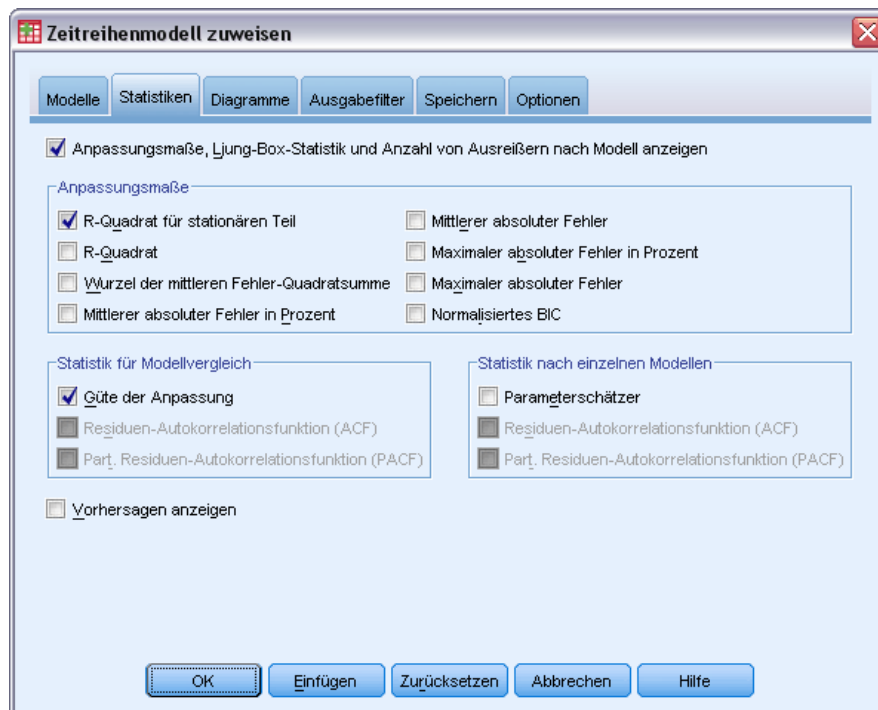 Zeitreihenmodell zuweisen
Modelle
Statistiken
Diagramme
Ausgabefilter
Speichern
Optionen
Anpassungsmaße, Ljung-Box-Statistik und Anzahl von Ausreißern nach Modell anzeigen
Anpassungsmaße
R-Quadrat für stationären Teil
R-Quadrat
Wurzel der mittleren Fehler-Quadratsumme
Mittlerer absoluter Fehler in Prozent
Mittlerer absoluter Fehler
Maximaler absoluter Fehler in Prozent
Maximaler absoluter Fehler
Normalisiertes BIC
Statistik für Modellvergleich
Güte der Anpassung
Residuen-Autokorrelationsfunktion (ACF)
Part. Residuen-Autokorrelationsfunktion (PACF)
Statistik nach einzelnen Modellen
Parameterschätzer
Residuen-Autokorrelationsfunktion (ACF)
Part. Residuen-Autokorrelationsfunktion (PACF)
Vorhersagen anzeigen
OK
Einfügen
Zurücksetzen
Abbrechen
Hilfe